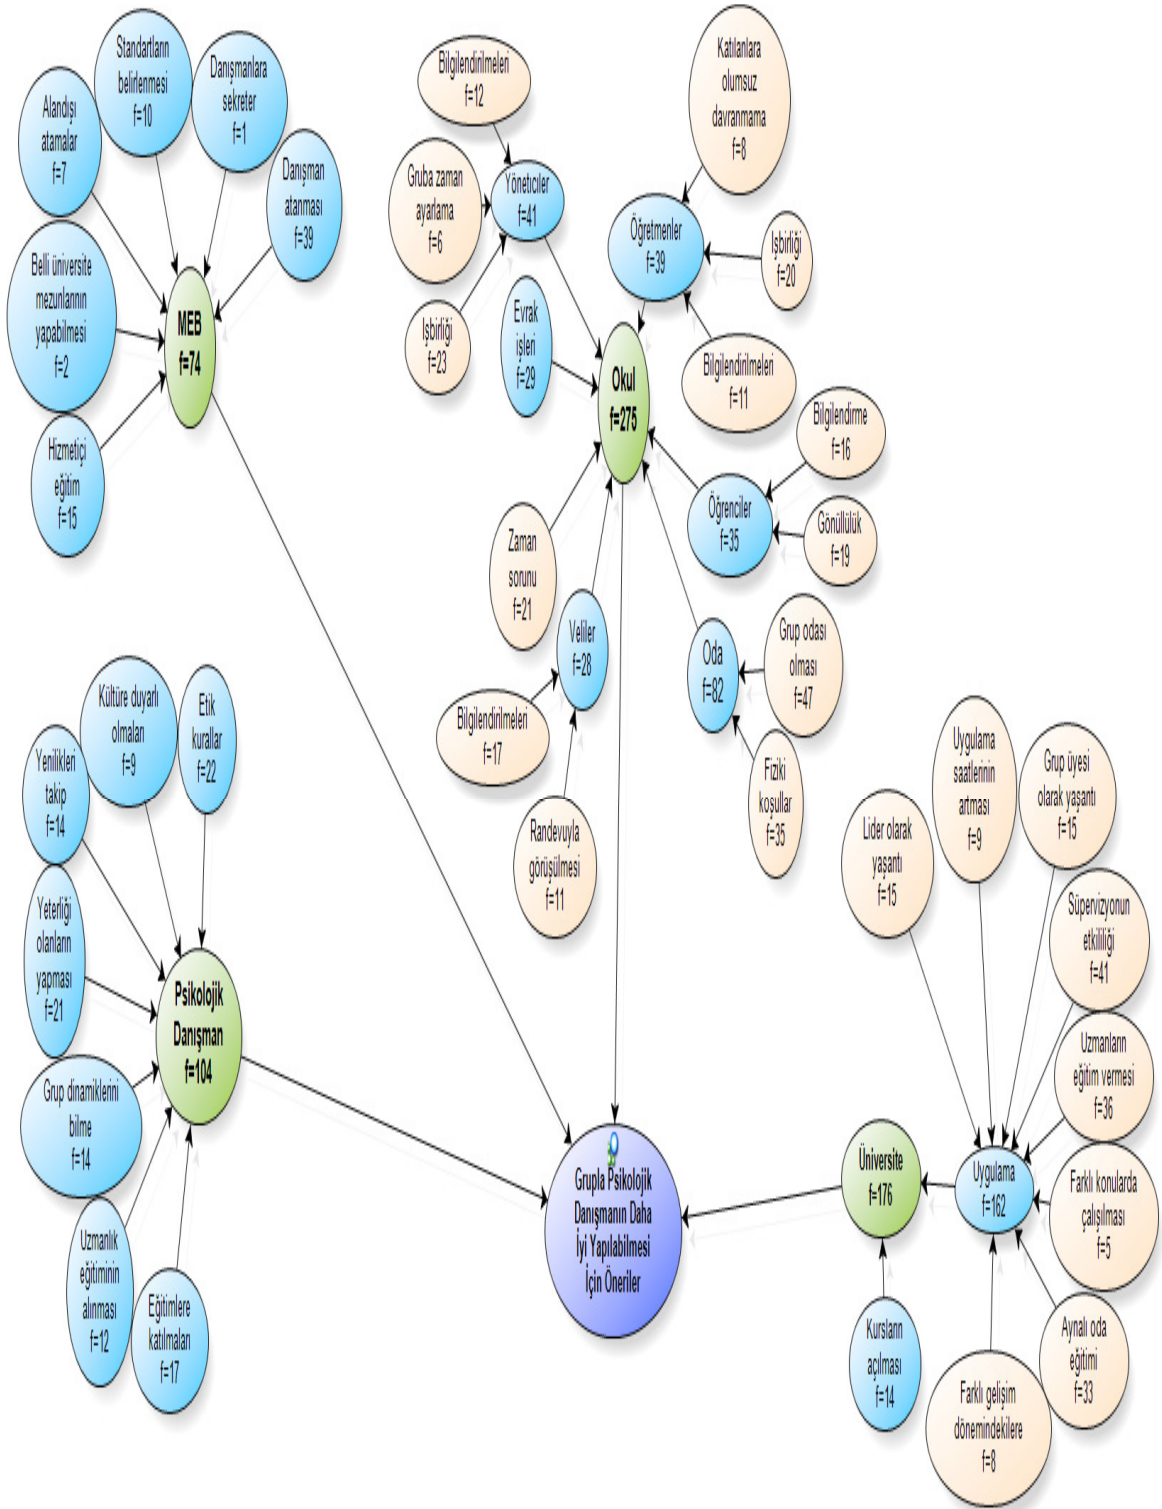 Standartların
belirlenmesi
f=10
Danışmanlara
sekreter
f=1
Alandışı
atamalar
f=7
Danışman
atanması
f=39
Belli üniversite
mezunlarının
yapabilmesi
f=2
MEB
f=74
Hizmetiçi
eğitim
f=15
Bilgilendirilmeleri
f=12
Gruba zaman
ayarlama
f=6
Yöneticiler
f=41
İşbirliği
f=23
Evrak
işleri
f=29
Katılanlara
olumsuz
davranmama
f=8
Öğretmenler
f=39
İşbirliği
f=20
Bilgilendirilmeleri
f=11
Okul
f=275
Bilgilendirme
f=16
Öğrenciler
f=35
Gönüllülük
f=19
Zaman
sorunu
f=21
Veliler
f=28
Bilgilendirilmeleri
f=17
Randevuyla
görüşülmesi
f=11
Oda
f=82
Grup odası
olması
f=47
Fiziki
koşullar
f=35
Kültüre duyarlı
olmaları
f=9
Etik
kurallar
f=22
Yenilikleri
takip
f=14
Yeterliği
olanların
yapması
f=21
Psikolojik
Danışman
f=104
Grup dinamiklerini
bilme
f=14
Uzmanlık
eğitiminin
alınması
f=12
Eğitimlere
katılmaları
f=17
Grupla Psikolojik
Danışmanın Daha
İyi Yapılabilmesi
İçin Öneriler
Lider olarak
yaşantı
f=15
Uygulama
saatlerinin
artması
f=9
Grup üyesi
olarak yaşantı
f=15
Süpervizyonun
etkililiği
f=41
Uzmanların
eğitim vermesi
f=36
Üniversite
f=176
Uygulama
f=162
Farklı konularda
çalışılması
f=5
Kursların
açılması
f=14
Aynalı oda
eğitimi
f=33
Farklı gelişim
dönemindekilere
f=8